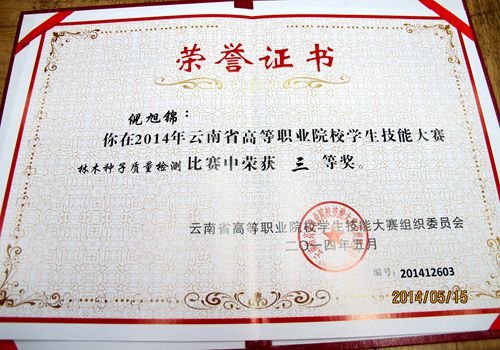 荣誉证书
倪旭锦：
你在2014年云南省高等职业院校学生技能大赛
林木种子质量检测 比赛中荣获 三 等奖。
云南省高等职业院校学生技能大赛组织委员会
二〇一四年五月
编号：201412603
2014/05/15